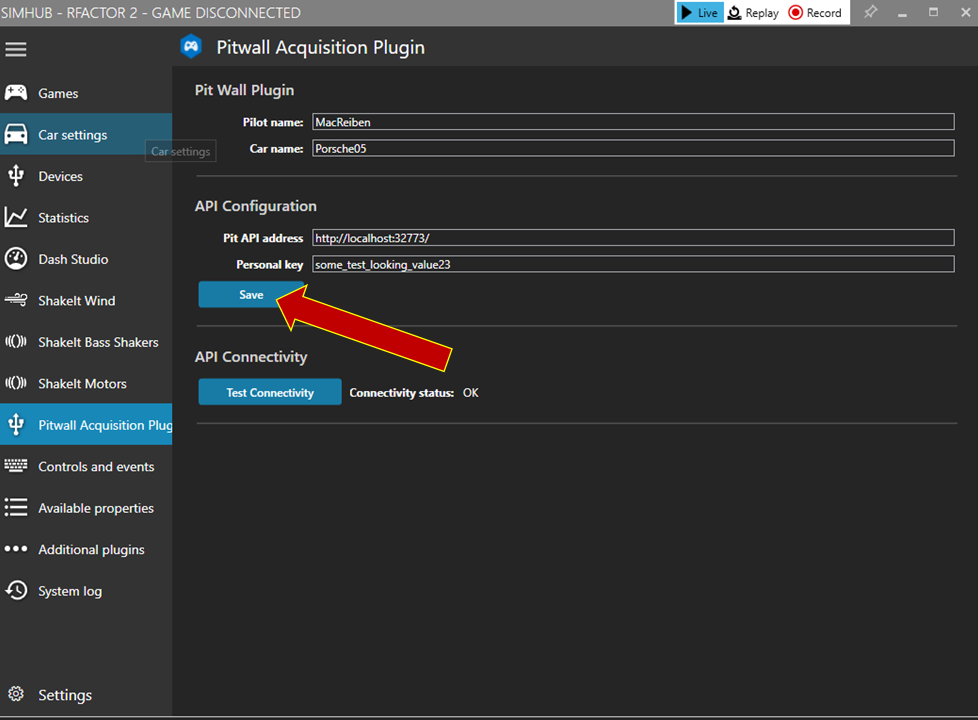 SIMHUB - RFACTOR 2 - GAME DISCONNECTED
Live
Replay
Record
Pitwall Acquisition Plugin
Games
Car settings
Car settings
Devices
Statistics
Dash Studio
ShakeIt Wind
ShakeIt Bass Shakers
ShakeIt Motors
Pitwall Acquisition Plug
Controls and events
Available properties
Additional plugins
System log
Settings
Pit Wall Plugin
Pilot name: MacReiben
Car name: Porsche05
API Configuration
Pit API address http://localhost:32773/
Personal key some_test_looking_value23
Save
API Connectivity
Test Connectivity Connectivity status: OK